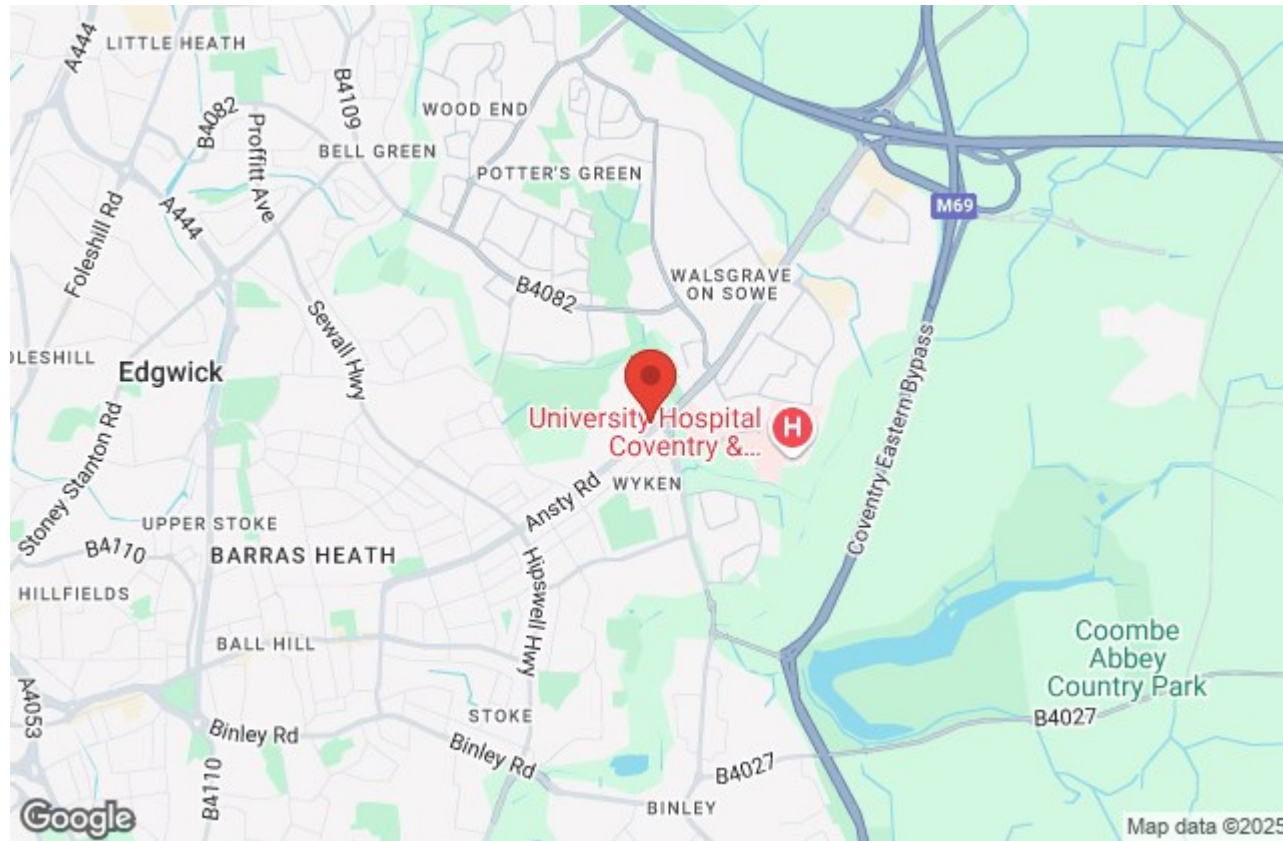 A444
LITTLE HEATH
B4109
WOOD END
B4082
Proffitt Ave
BELL GREEN
POTTER'S GREEN
A444
Foleshill Rd
M69
WALSGRAVE
ON SOWE
B4082
Sewall Hwy
OLESHILL
Edgwick
Coventry Eastern Bypass
University Hospital
Coventry &...
H
Stoney Stanton Rd
Ansty Rd
WYKEN
UPPER STOKE
B4110
BARRAS HEATH
Hipswell Hwy
HILLFIELDS
BALL HILL
Coombe
Abbey
Country Park
A4053
STOKE
B4027
Binley Rd
Binley Rd
B4027
B4110
BINLEY
Google
Map data ©2025